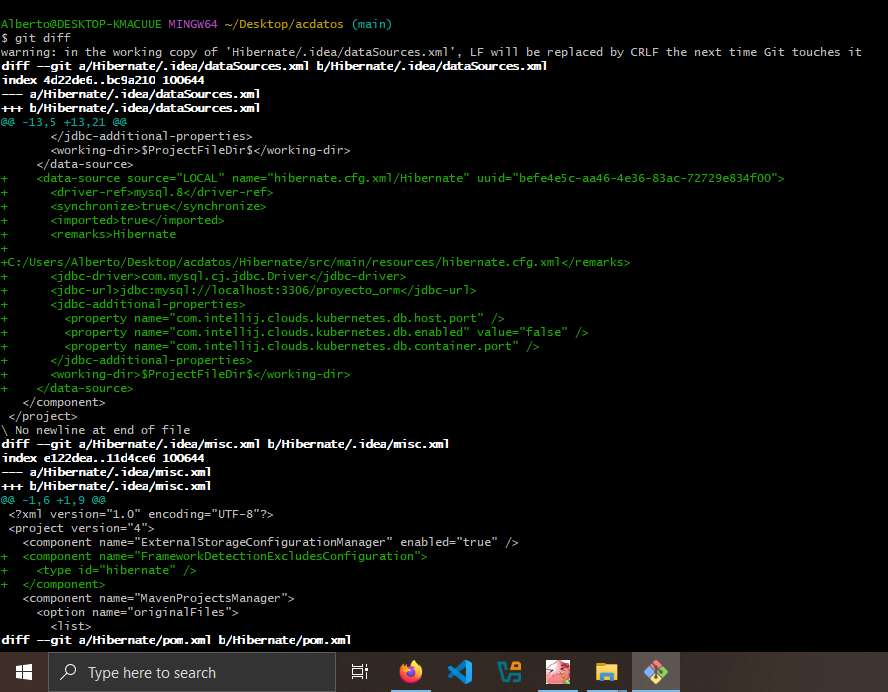 Alberto@DESKTOP-KMACUUE MINGW64 ~/Desktop/acdatos (main)
$ git diff
warning: in the working copy of 'Hibernate/.idea/dataSources.xml', LF will be replaced by CRLF the next time Git touches it
diff --git a/Hibernate/.idea/dataSources.xml b/Hibernate/.idea/dataSources.xml
index 4d22de6..bc9a210 100644
--- a/Hibernate/.idea/dataSources.xml
+++ b/Hibernate/.idea/dataSources.xml
@@ -13,5 +13,21 @@
      </jdbc-additional-properties>
      <working-dir>$ProjectFileDir$</working-dir>
    </data-source>
+    <data-source source="LOCAL" name="hibernate.cfg.xml/Hibernate" uuid="befe4e5c-aa46-4e36-83ac-72729e834f00">
+      <driver-ref>mysql.8</driver-ref>
+      <synchronize>true</synchronize>
+      <imported>true</imported>
+      <remarks>Hibernate
+
+C:/Users/Alberto/Desktop/acdatos/Hibernate/src/main/resources/hibernate.cfg.xml</remarks>
+      <jdbc-driver>com.mysql.cj.jdbc.Driver</jdbc-driver>
+      <jdbc-url>jdbc:mysql://localhost:3306/proyecto_orm</jdbc-url>
+      <jdbc-additional-properties>
+        <property name="com.intellij.clouds.kubernetes.db.host.port" />
+        <property name="com.intellij.clouds.kubernetes.db.enabled" value="false" />
+        <property name="com.intellij.clouds.kubernetes.db.container.port" />
+      </jdbc-additional-properties>
+      <working-dir>$ProjectFileDir$</working-dir>
+    </data-source>
   </component>
 </project>
\ No newline at end of file
diff --git a/Hibernate/.idea/misc.xml b/Hibernate/.idea/misc.xml
index e122dea..11d4ce6 100644
--- a/Hibernate/.idea/misc.xml
+++ b/Hibernate/.idea/misc.xml
@@ -1,6 +1,9 @@
 <?xml version="1.0" encoding="UTF-8"?>
 <project version="4">
   <component name="ExternalStorageConfigurationManager" enabled="true" />
+  <component name="FrameworkDetectionExcludesConfiguration">
+    <type id="hibernate" />
+  </component>
   <component name="MavenProjectsManager">
     <option name="originalFiles">
       <list>
diff --git a/Hibernate/pom.xml b/Hibernate/pom.xml
Type here to search